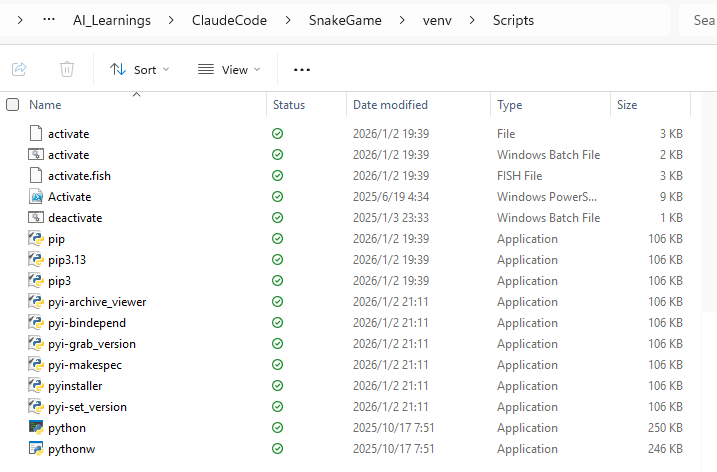 ... AI_Learnings > ClaudeCode > SnakeGame > venv > Scripts Sea
Sort View ...
Name Status Date modified Type Size
activate 2026/1/2 19:39 File 3 KB
activate 2026/1/2 19:39 Windows Batch File 2 KB
activate.fish 2026/1/2 19:39 FISH File 3 KB
Activate 2025/6/19 4:34 Windows PowerS... 9 KB
deactivate 2025/1/3 23:33 Windows Batch File 1 KB
pip 2026/1/2 19:39 Application 106 KB
pip3.13 2026/1/2 19:39 Application 106 KB
pip3 2026/1/2 19:39 Application 106 KB
pyi-archive_viewer 2026/1/2 21:11 Application 106 KB
pyi-bindepend 2026/1/2 21:11 Application 106 KB
pyi-grab_version 2026/1/2 21:11 Application 106 KB
pyi-makespec 2026/1/2 21:11 Application 106 KB
pyinstaller 2026/1/2 21:11 Application 106 KB
pyi-set_version 2026/1/2 21:11 Application 106 KB
python 2025/10/17 7:51 Application 250 KB
pythonw 2025/10/17 7:51 Application 246 KB